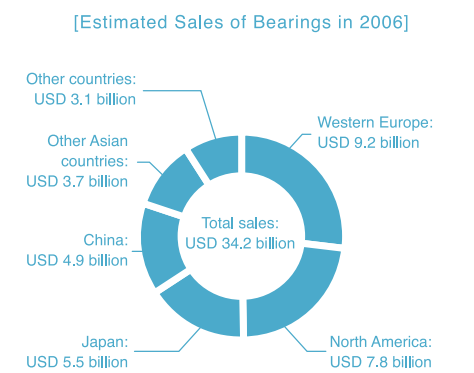 [Estimated Sales of Bearings in 2006]
Other countries:
USD 3.1 billion
Western Europe:
USD 9.2 billion
Other Asian
countries:
USD 3.7 billion
Total sales:
USD 34.2 billion
China:
USD 4.9 billion
Japan:
USD 5.5 billion
North America:
USD 7.8 billion